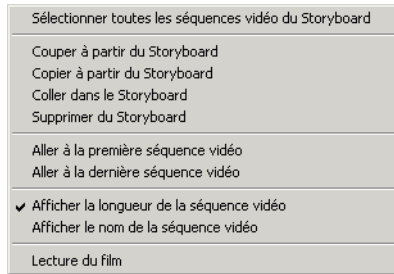 Sélectionner toutes les séquences vidéo du Storyboard
Couper à partir du Storyboard
Copier à partir du Storyboard
Coller dans le Storyboard
Supprimer du Storyboard
Aller à la première séquence vidéo
Aller à la dernière séquence vidéo
Afficher la longueur de la séquence vidéo
Afficher le nom de la séquence vidéo
Lecture du film